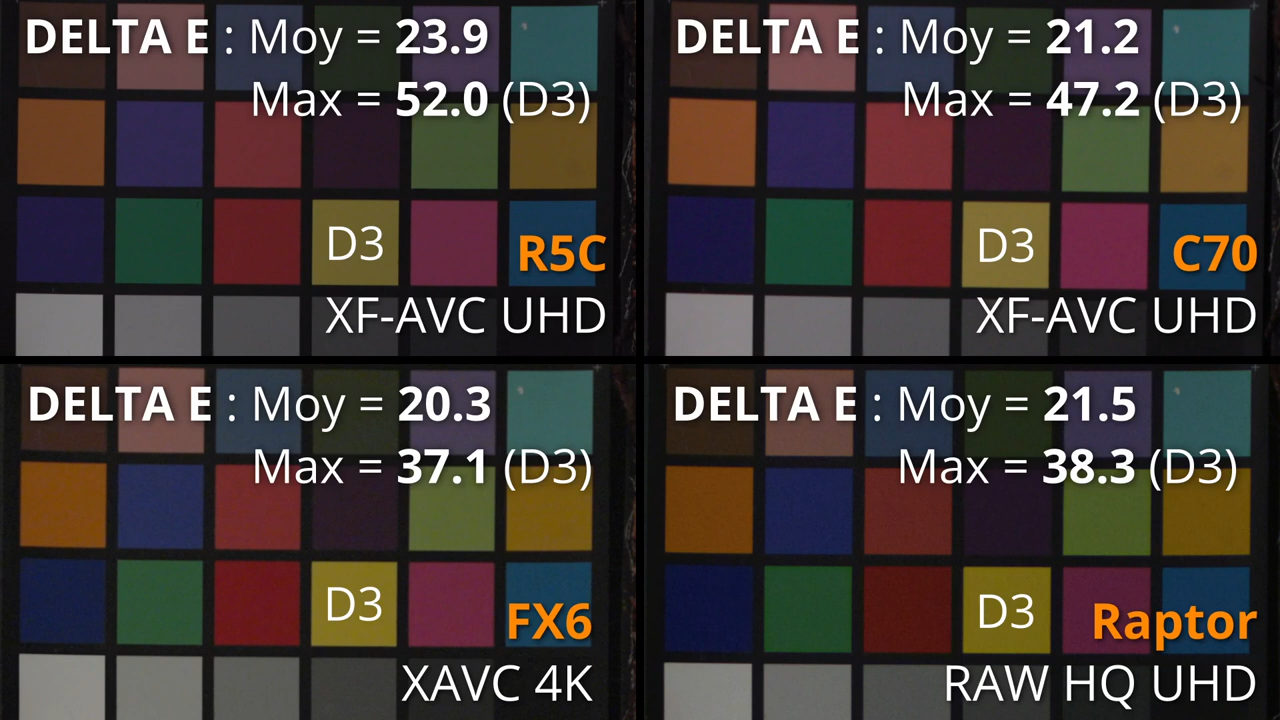 DELTA E : Moy = 23.9
Max = 52.0 (D3)
D3
R5C
XF-AVC UHD
DELTA E : Moy = 21.2
Max = 47.2 (D3)
D3
C70
XF-AVC UHD
DELTA E : Moy = 20.3
Max = 37.1 (D3)
D3
FX6
XAVC 4K
DELTA E : Moy = 21.5
Max = 38.3 (D3)
D3
Raptor
RAW HQ UHD